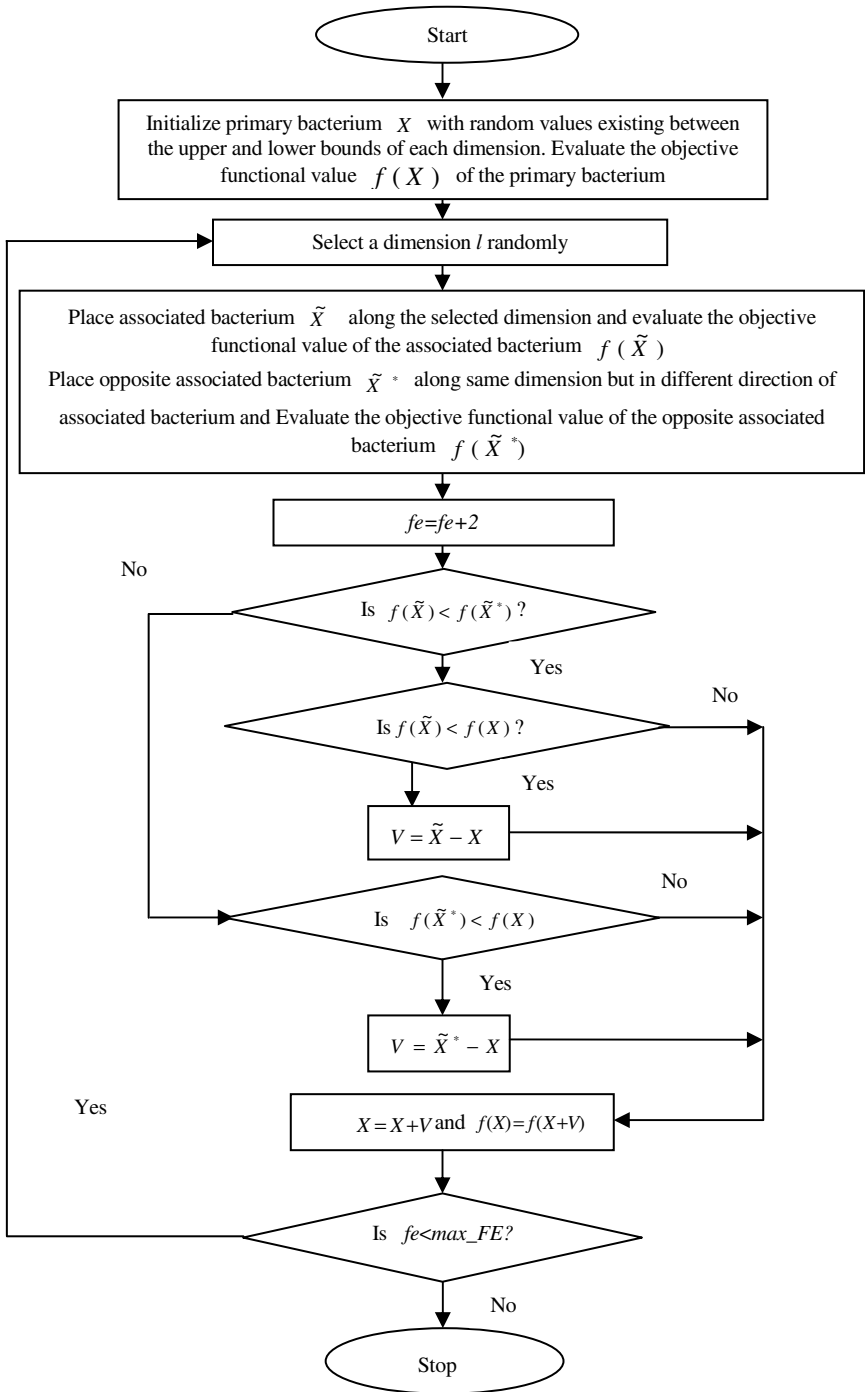 Start
Initialize primary bacterium X with random values existing between
the upper and lower bounds of each dimension. Evaluate the objective
functional value f(X) of the primary bacterium
Select a dimension l randomly
Place associated bacterium X̃ along the selected dimension and evaluate the objective
functional value of the associated bacterium f(X̃)
Place opposite associated bacterium X̃* along same dimension but in different direction of
associated bacterium and Evaluate the objective functional value of the opposite associated
bacterium f(X̃*)
fe=fe+2
No
Is f(X̃) < f(X̃*) ?
Yes
No
Is f(X̃) < f(X) ?
Yes
V = X̃ − X
No
Is f(X̃*) < f(X)
Yes
V = X̃* − X
Yes
X = X+V and f(X)=f(X+V)
Is fe<max_FE?
No
Stop